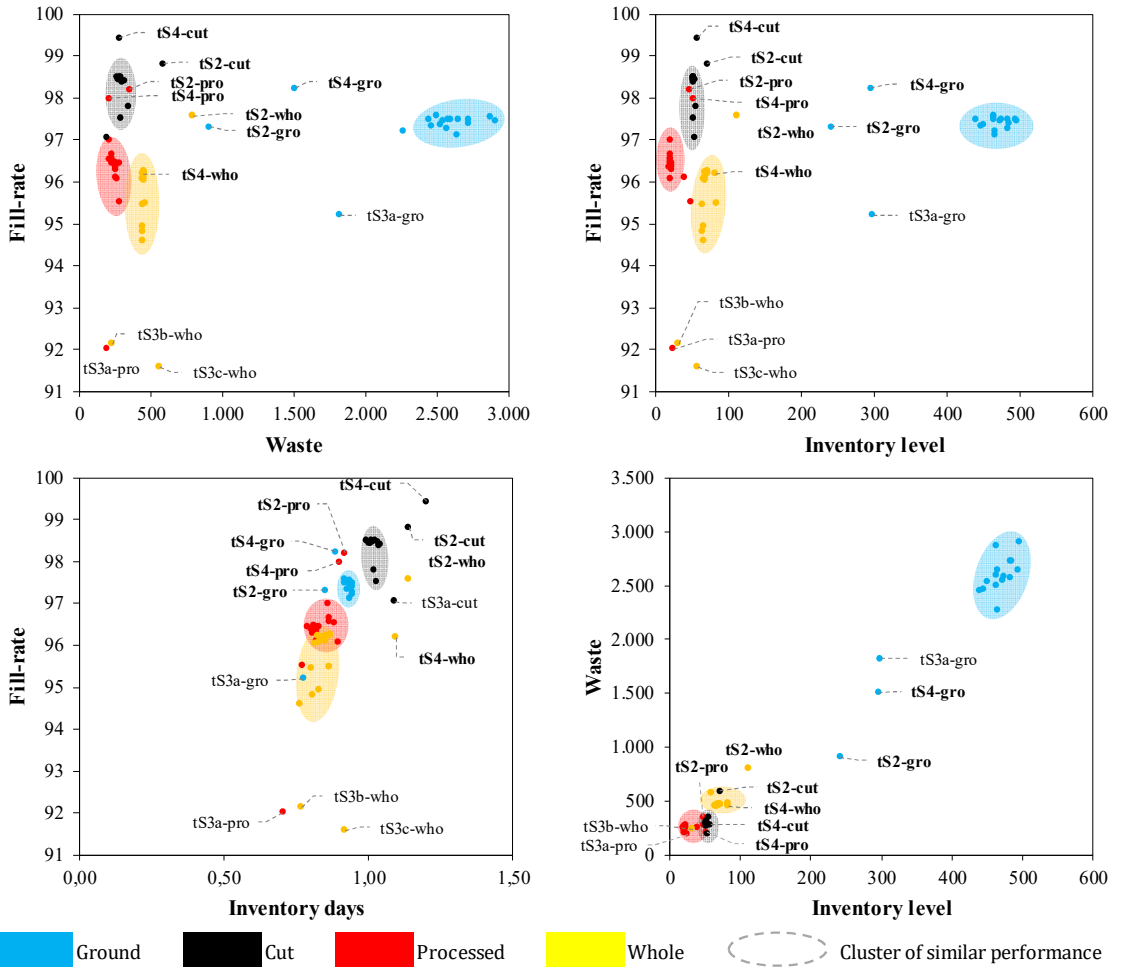 100
99
98
97
96
95
94
93
92
91
Fill-rate
tS4-cut
tS2-cut
tS2-pro
tS4-pro
tS4-gro
tS2-who
tS2-gro
tS4-who
tS3a-gro
tS3b-who
tS3a-pro
tS3c-who
0 500 1.000 1.500 2.000 2.500 3.000
Waste
100
99
98
97
96
95
94
93
92
91
Fill-rate
tS4-cut
tS2-cut
tS2-pro
tS4-gro
tS4-pro
tS2-who
tS2-gro
tS4-who
tS3a-gro
tS3b-who
tS3a-pro
tS3c-who
0 100 200 300 400 500 600
Inventory level
100
99
98
97
96
95
94
93
92
91
Fill-rate
tS4-cut
tS2-pro
tS4-gro
tS2-cut
tS2-who
tS4-pro
tS2-gro
tS3a-cut
tS4-who
tS3a-gro
tS3b-who
tS3a-pro
tS3c-who
0,00 0,50 1,00 1,50
Inventory days
3.500
3.000
2.500
2.000
1.500
1.000
500
0
Waste
tS3a-gro
tS4-gro
tS2-gro
tS2-who
tS2-pro
tS2-cut
tS4-who
tS3b-who
tS4-cut
tS3a-pro
tS4-pro
0 100 200 300 400 500 600
Inventory level
Ground Cut Processed Whole Cluster of similar performance